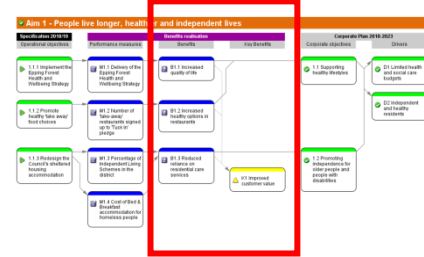 Aim 1 - People live longer, healthier and independent lives
Specification 2018/19
Benefits realisation
Corporate Plan 2018-2023
Operational objectives
Performance measures
Benefits
Key Benefits
Corporate objectives
Drivers
1.1.1 Implement the
Epping Forest
Health and
Wellbeing Strategy
M1.1 Delivery of the
Epping Forest
Health and
Wellbeing Strategy
B1.1 Increased
quality of life
1.1 Supporting
healthy lifestyles
D1 Limited health
and social care
budgets
1.1.2 Promote
healthy 'take away'
food choices
M1.2 Number of
'take-away'
restaurants signed
up to 'Tuck in'
pledge
B1.2 Increased
healthy options in
restaurants
D2 Independent
and healthy
residents
1.1.3 Redesign the
Council's sheltered
housing
accommodation
M1.3 Percentage of
Independent Living
Schemes in the
district
B1.3 Reduced
reliance on
residential care
services
K1 Improved
customer value
1.2 Promoting
independence for
older people and
people with
disabilities
M1.4 Cost of Bed &
Breakfast
accommodation for
homeless people